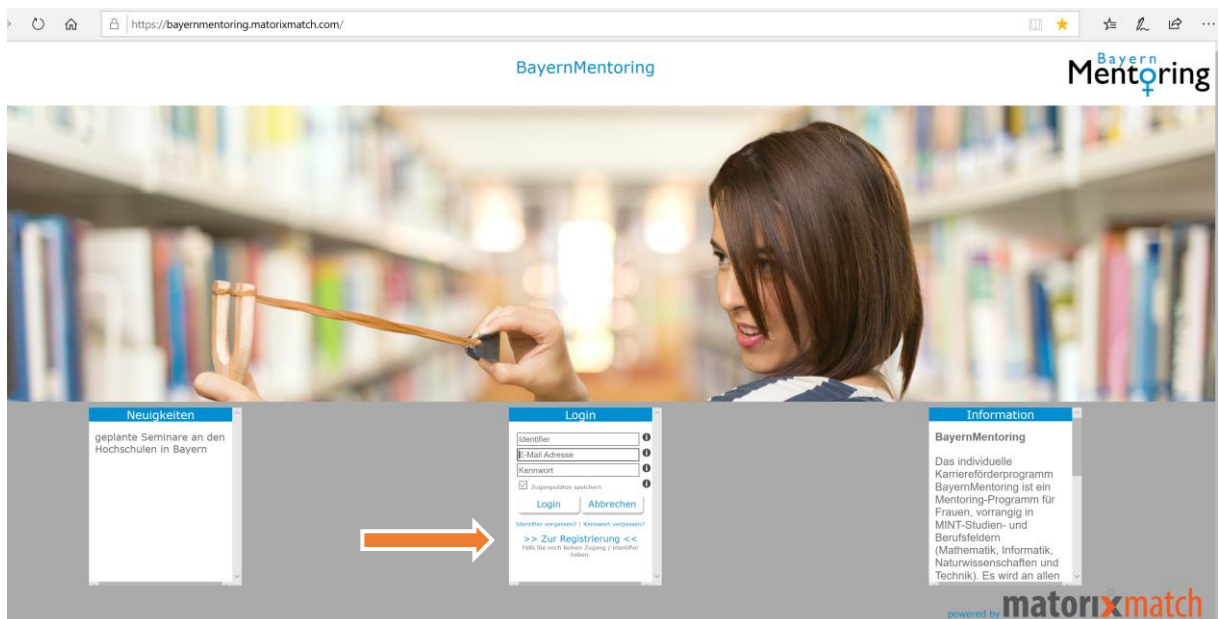 https://bayernmentoring.matorixmatch.com/
BayernMentoring
Bayern
Mentoring
Neuigkeiten
geplante Seminare an den
Hochschulen in Bayern
Login
Identifier
E-Mail Adresse
Kennwort
Zugangsdaten speichern
Login Abbrechen
Identifier vergessen? | Kennwort vergessen?
>> Zur Registrierung <<
Falls Sie noch keinen Zugang / Identifier
haben.
Information
BayernMentoring
Das individuelle
Karriereförderprogramm
BayernMentoring ist ein
Mentoring-Programm für
Frauen, vorrangig in
MINT-Studien- und
Berufsfeldern
(Mathematik, Informatik,
Naturwissenschaften und
Technik). Es wird an allen
powered by matorixmatch